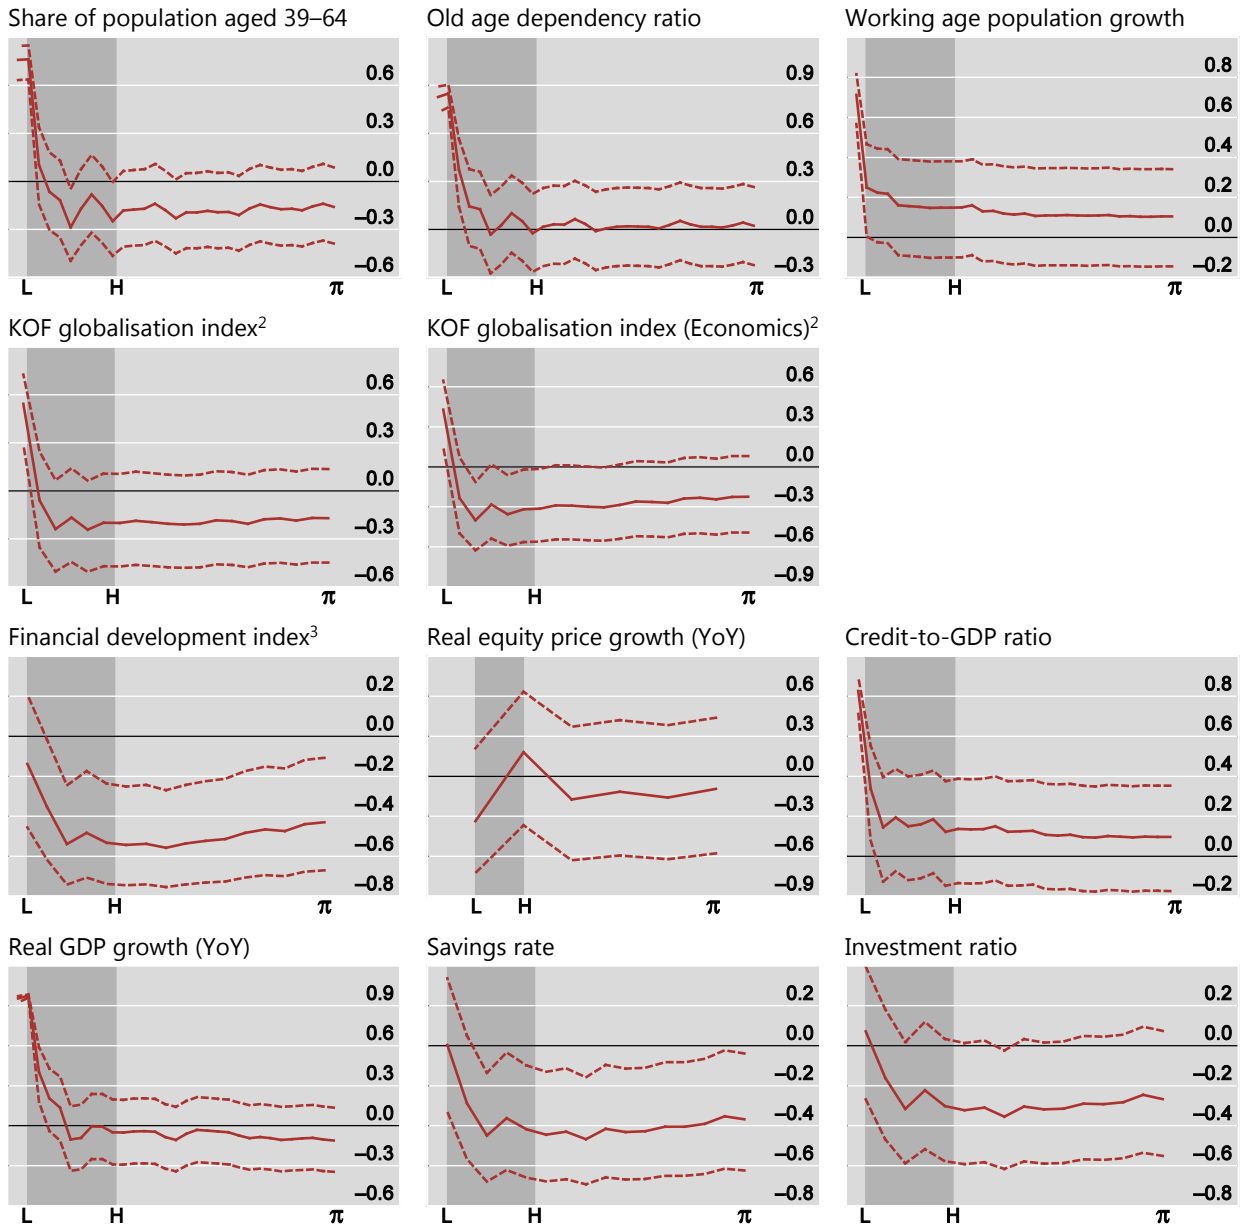 Share of population aged 39–64
Old age dependency ratio
Working age population growth
0.6
0.3
0.0
–0.3
–0.6
L H π
0.9
0.6
0.3
0.0
–0.3
L H π
0.8
0.6
0.4
0.2
0.0
–0.2
L H π
KOF globalisation index²
KOF globalisation index (Economics)²
0.6
0.3
0.0
–0.3
–0.6
L H π
0.6
0.3
0.0
–0.3
–0.6
–0.9
L H π
Financial development index³
Real equity price growth (YoY)
Credit-to-GDP ratio
0.2
0.0
–0.2
–0.4
–0.6
–0.8
L H π
0.6
0.3
0.0
–0.3
–0.6
–0.9
L H π
0.8
0.6
0.4
0.2
0.0
–0.2
L H π
Real GDP growth (YoY)
Savings rate
Investment ratio
0.9
0.6
0.3
0.0
–0.3
–0.6
L H π
0.2
0.0
–0.2
–0.4
–0.6
–0.8
L H π
0.2
0.0
–0.2
–0.4
–0.6
–0.8
L H π